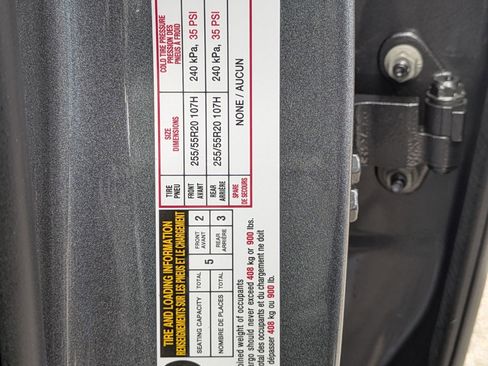 TIRE AND LOADING INFORMATION
RENSEIGNEMENTS SUR LES PNEUS ET LE CHARGEMENT
SEATING CAPACITY TOTAL 5 FRONT 2 REAR 3
NOMBRE DE PLACES TOTAL AVANT ARRIÈRE
bined weight of occupants
argo should never exceed 408 kg or 900 lbs.
total des occupants et du chargement ne doit
dépasser 408 kg ou 900 lb.
TIRE
PNEU
SIZE
DIMENSIONS
COLD TIRE PRESSURE
PRESSION DES
PNEUS À FROID
FRONT
AVANT
255/55R20 107H
240 kPa, 35 PSI
REAR
ARRIÈRE
255/55R20 107H
240 kPa, 35 PSI
SPARE
DE SECOURS
NONE / AUCUN